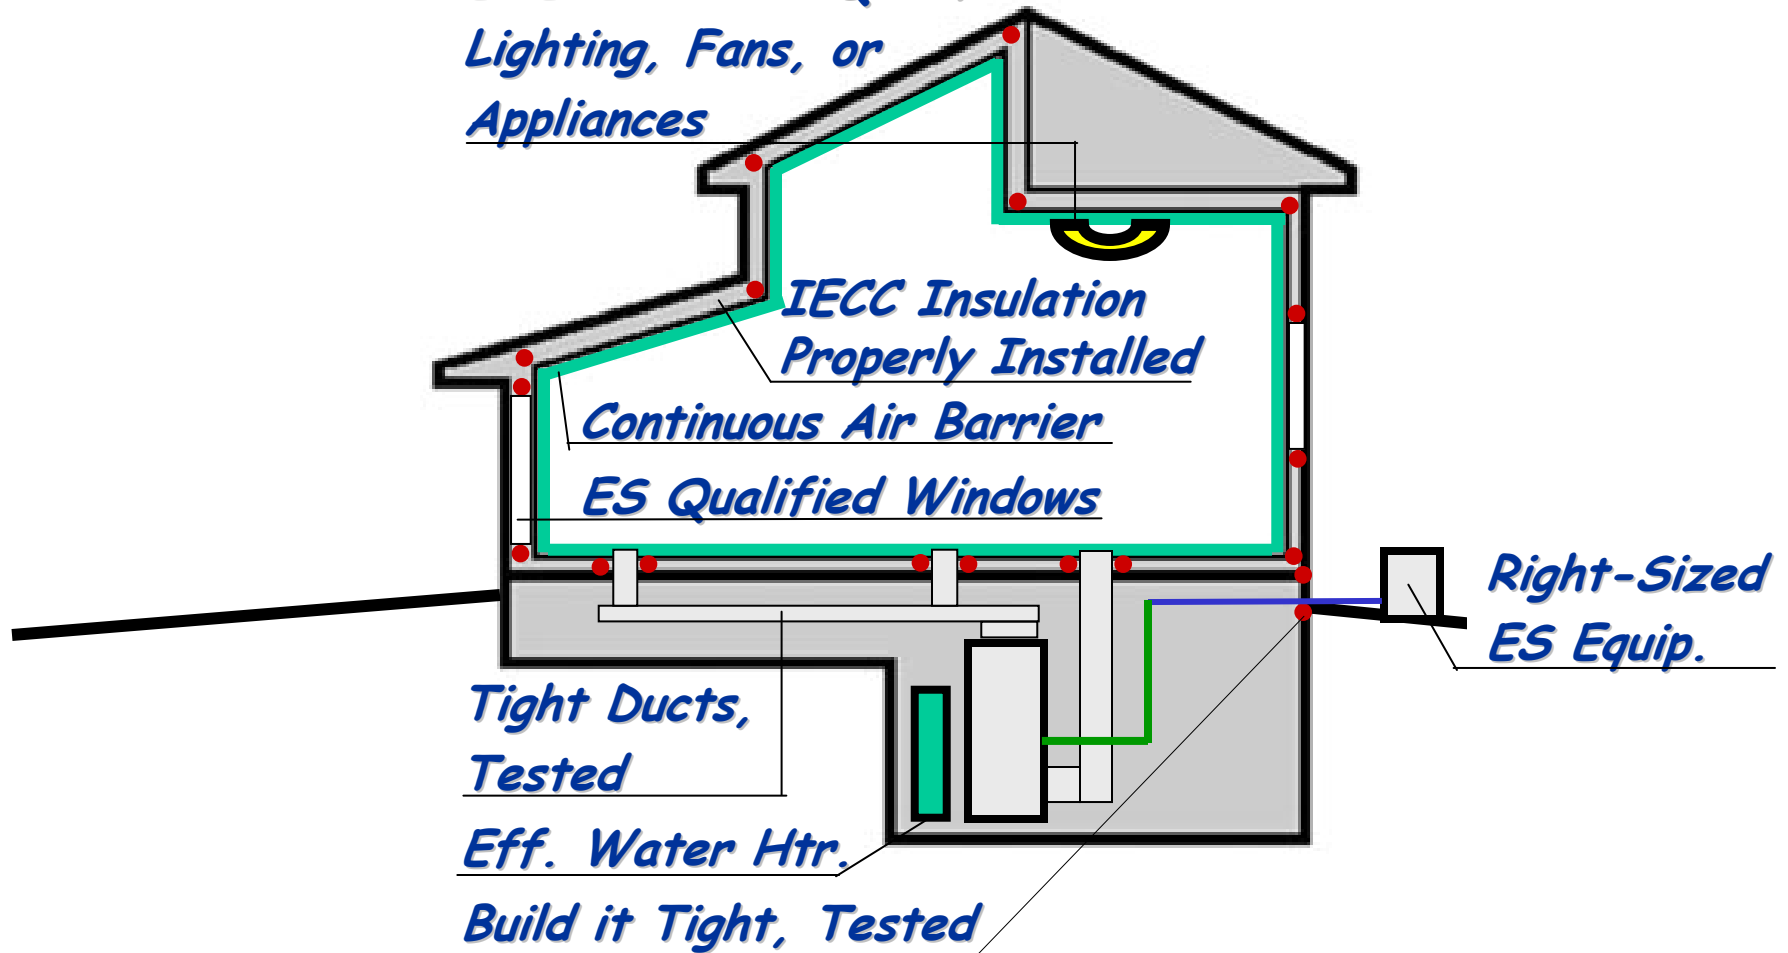 Lighting, Fans, or
Appliances
IECC Insulation
Properly Installed
Continuous Air Barrier
ES Qualified Windows
Right-Sized
ES Equip.
Tight Ducts,
Tested
Eff. Water Htr.
Build it Tight, Tested